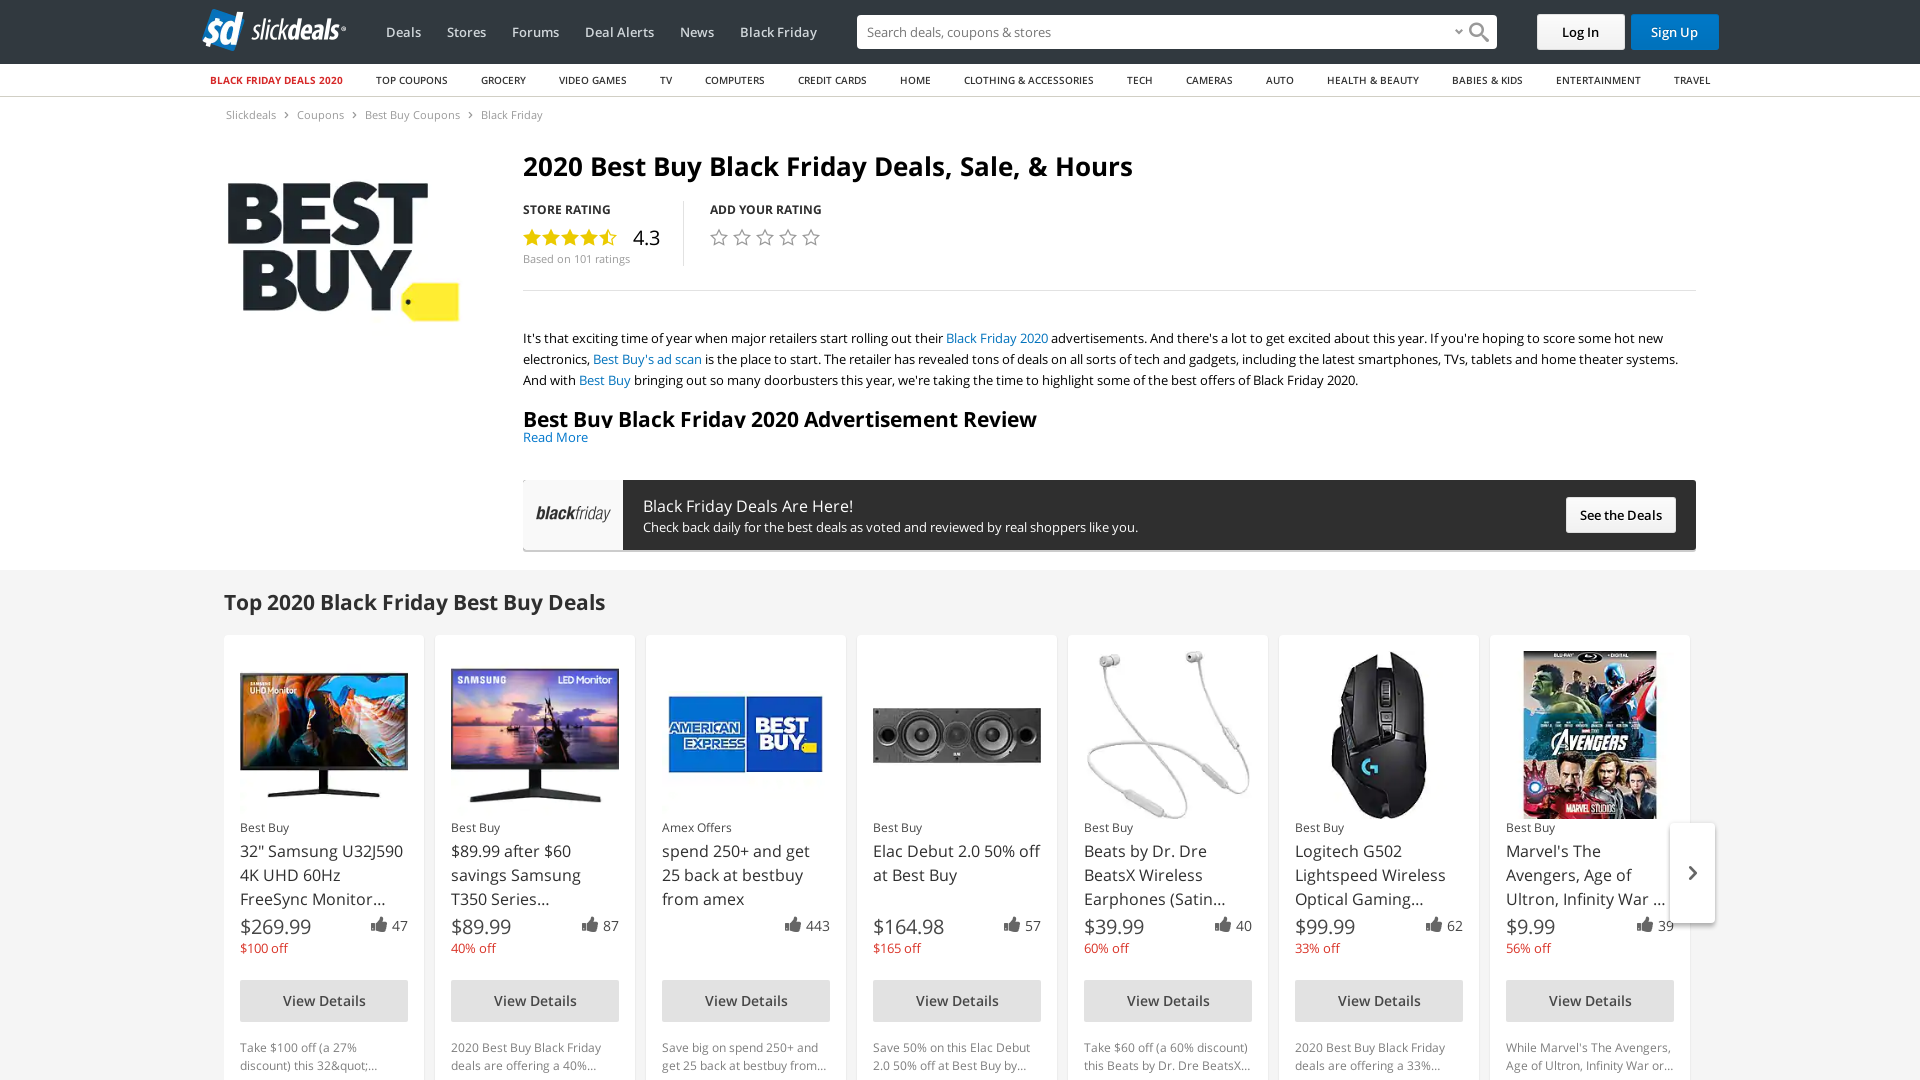 sd slickdeals
Deals
Stores
Forums
Deal Alerts
News
Black Friday
Search deals, coupons & stores
Log In
Sign Up
BLACK FRIDAY DEALS 2020
TOP COUPONS
GROCERY
VIDEO GAMES
TV
COMPUTERS
CREDIT CARDS
HOME
CLOTHING & ACCESSORIES
TECH
CAMERAS
AUTO
HEALTH & BEAUTY
BABIES & KIDS
ENTERTAINMENT
TRAVEL
Slickdeals > Coupons > Best Buy Coupons > Black Friday
BEST
BUY
2020 Best Buy Black Friday Deals, Sale, & Hours
STORE RATING
4.3
Based on 101 ratings
ADD YOUR RATING
It's that exciting time of year when major retailers start rolling out their Black Friday 2020 advertisements. And there's a lot to get excited about this year. If you're hoping to score some hot new
electronics, Best Buy's ad scan is the place to start. The retailer has revealed tons of deals on all sorts of tech and gadgets, including the latest smartphones, TVs, tablets and home theater systems.
And with Best Buy bringing out so many doorbusters this year, we're taking the time to highlight some of the best offers of Black Friday 2020.
Best Buy Black Friday 2020 Advertisement Review
Read More
blackfriday
Black Friday Deals Are Here!
Check back daily for the best deals as voted and reviewed by real shoppers like you.
See the Deals
Top 2020 Black Friday Best Buy Deals
SAMSUNG
UHD Monitor
Best Buy
32" Samsung U32J590
4K UHD 60Hz
FreeSync Monitor...
$269.99
47
$100 off
View Details
Take $100 off (a 27%
discount) this 32&quot;...
SAMSUNG
LED Monitor
Best Buy
$89.99 after $60
savings Samsung
T350 Series...
$89.99
87
40% off
View Details
2020 Best Buy Black Friday
deals are offering a 40%...
AMERICAN
EXPRESS
BEST
BUY
Amex Offers
spend 250+ and get
25 back at bestbuy
from amex
443
View Details
Save big on spend 250+ and
get 25 back at bestbuy from...
Best Buy
Elac Debut 2.0 50% off
at Best Buy
$164.98
57
$165 off
View Details
Save 50% on this Elac Debut
2.0 50% off at Best Buy by...
Best Buy
Beats by Dr. Dre
BeatsX Wireless
Earphones (Satin...
$39.99
40
60% off
View Details
Take $60 off (a 60% discount)
this Beats by Dr. Dre BeatsX...
Best Buy
Logitech G502
Lightspeed Wireless
Optical Gaming...
$99.99
62
33% off
View Details
2020 Best Buy Black Friday
deals are offering a 33%...
BLU-RAY + DIGITAL
AVENGERS
MARVEL STUDIOS
Best Buy
Marvel's The
Avengers, Age of
Ultron, Infinity War ...
$9.99
39
56% off
View Details
While Marvel's The Avengers,
Age of Ultron, Infinity War or...